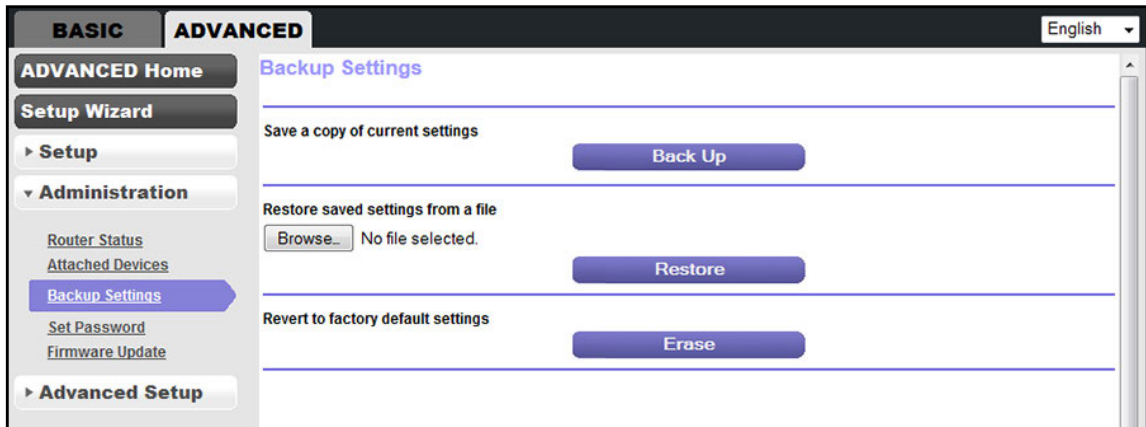 BASIC
ADVANCED
English
ADVANCED Home
Setup Wizard
Setup
Administration
Router Status
Attached Devices
Backup Settings
Set Password
Firmware Update
Advanced Setup
Backup Settings
Save a copy of current settings
Back Up
Restore saved settings from a file
Browse... No file selected.
Restore
Revert to factory default settings
Erase